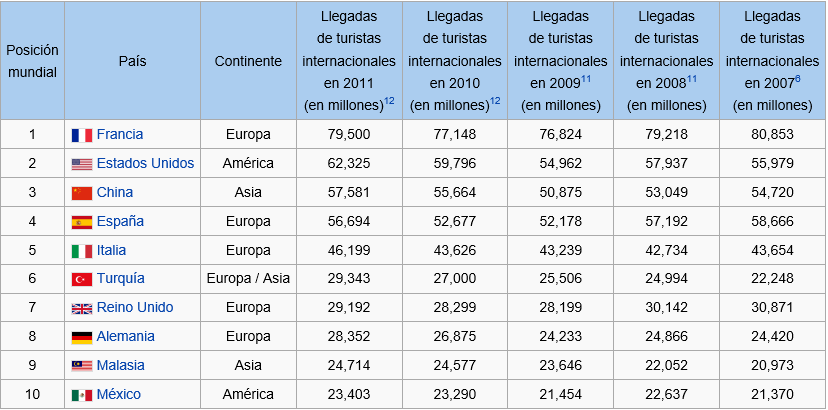 Posición mundial | País | Continente | Llegadas de turistas internacionales en 2011 (en millones)12 | Llegadas de turistas internacionales en 2010 (en millones)12 | Llegadas de turistas internacionales en 200911 (en millones) | Llegadas de turistas internacionales en 200811 (en millones) | Llegadas de turistas internacionales en 20076 (en millones)
1 | Francia | Europa | 79,500 | 77,148 | 76,824 | 79,218 | 80,853
2 | Estados Unidos | América | 62,325 | 59,796 | 54,962 | 57,937 | 55,979
3 | China | Asia | 57,581 | 55,664 | 50,875 | 53,049 | 54,720
4 | España | Europa | 56,694 | 52,677 | 52,178 | 57,192 | 58,666
5 | Italia | Europa | 46,199 | 43,626 | 43,239 | 42,734 | 43,654
6 | Turquía | Europa / Asia | 29,343 | 27,000 | 25,506 | 24,994 | 22,248
7 | Reino Unido | Europa | 29,192 | 28,299 | 28,199 | 30,142 | 30,871
8 | Alemania | Europa | 28,352 | 26,875 | 24,233 | 24,866 | 24,420
9 | Malasia | Asia | 24,714 | 24,577 | 23,646 | 22,052 | 20,973
10 | México | América | 23,403 | 23,290 | 21,454 | 22,637 | 21,370